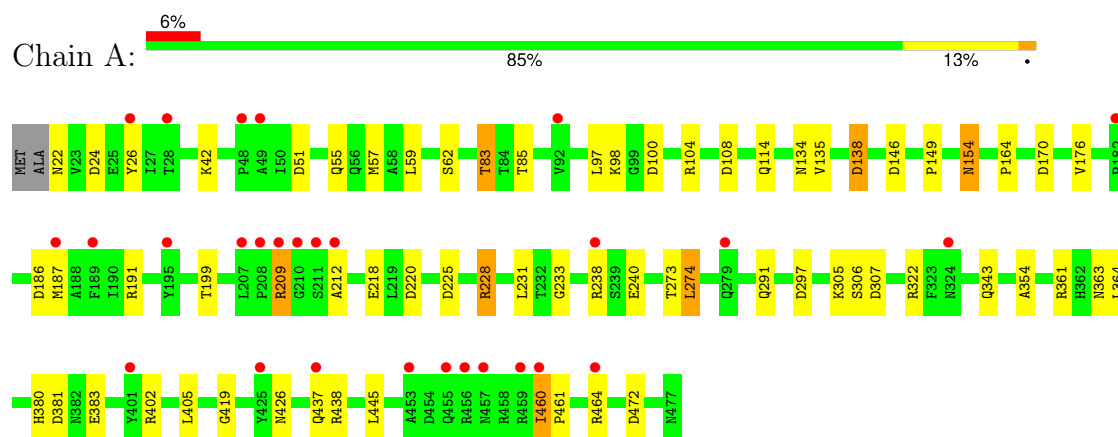 6%
Chain A:
85% 13% •
MET ALA N22 V23 D24 E25 Y26 I27 T28 K42 P48 A49 I50 D51 Q55 Q56 M57 A58 L59 S62 T83 T84 T85 V92 L97 K98 G99 D100 R104 D108 Q114 N134 V135 D138 D146 P149 N154 P164 D170 V176 R182
D186 M187 A188 F189 I190 R191 Y195 T199 L207 P208 R209 G210 S211 A212 E218 L219 D220 D225 R228 L231 T232 G233 R238 S239 E240 T273 L274 Q279 Q291 D297 K305 S306 D307 R322 F323 N324 Q343 A354 R361 H362 N363 L364
H380 D381 N382 E383 Y401 R402 L405 G419 Y425 N426 Q437 R438 L445 A453 D454 Q455 R456 N457 R458 R459 I460 P461 R464 D472 N477